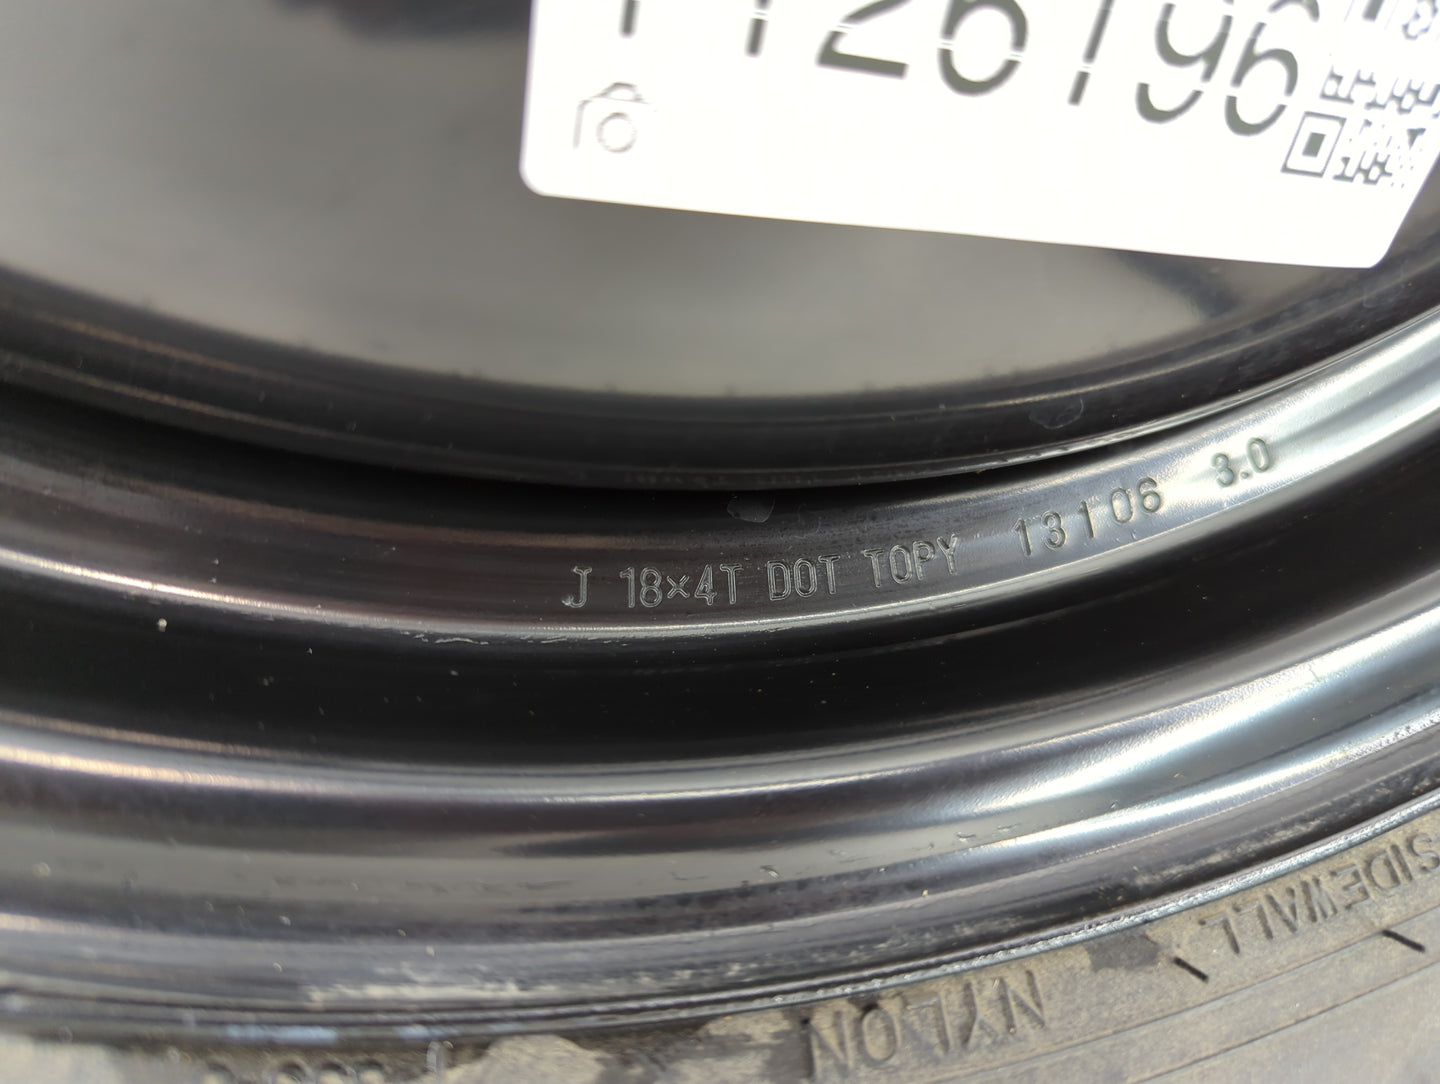 126196
J 18×4T DOT TOPY 13106 3.0
SIDEWALL
NYLON